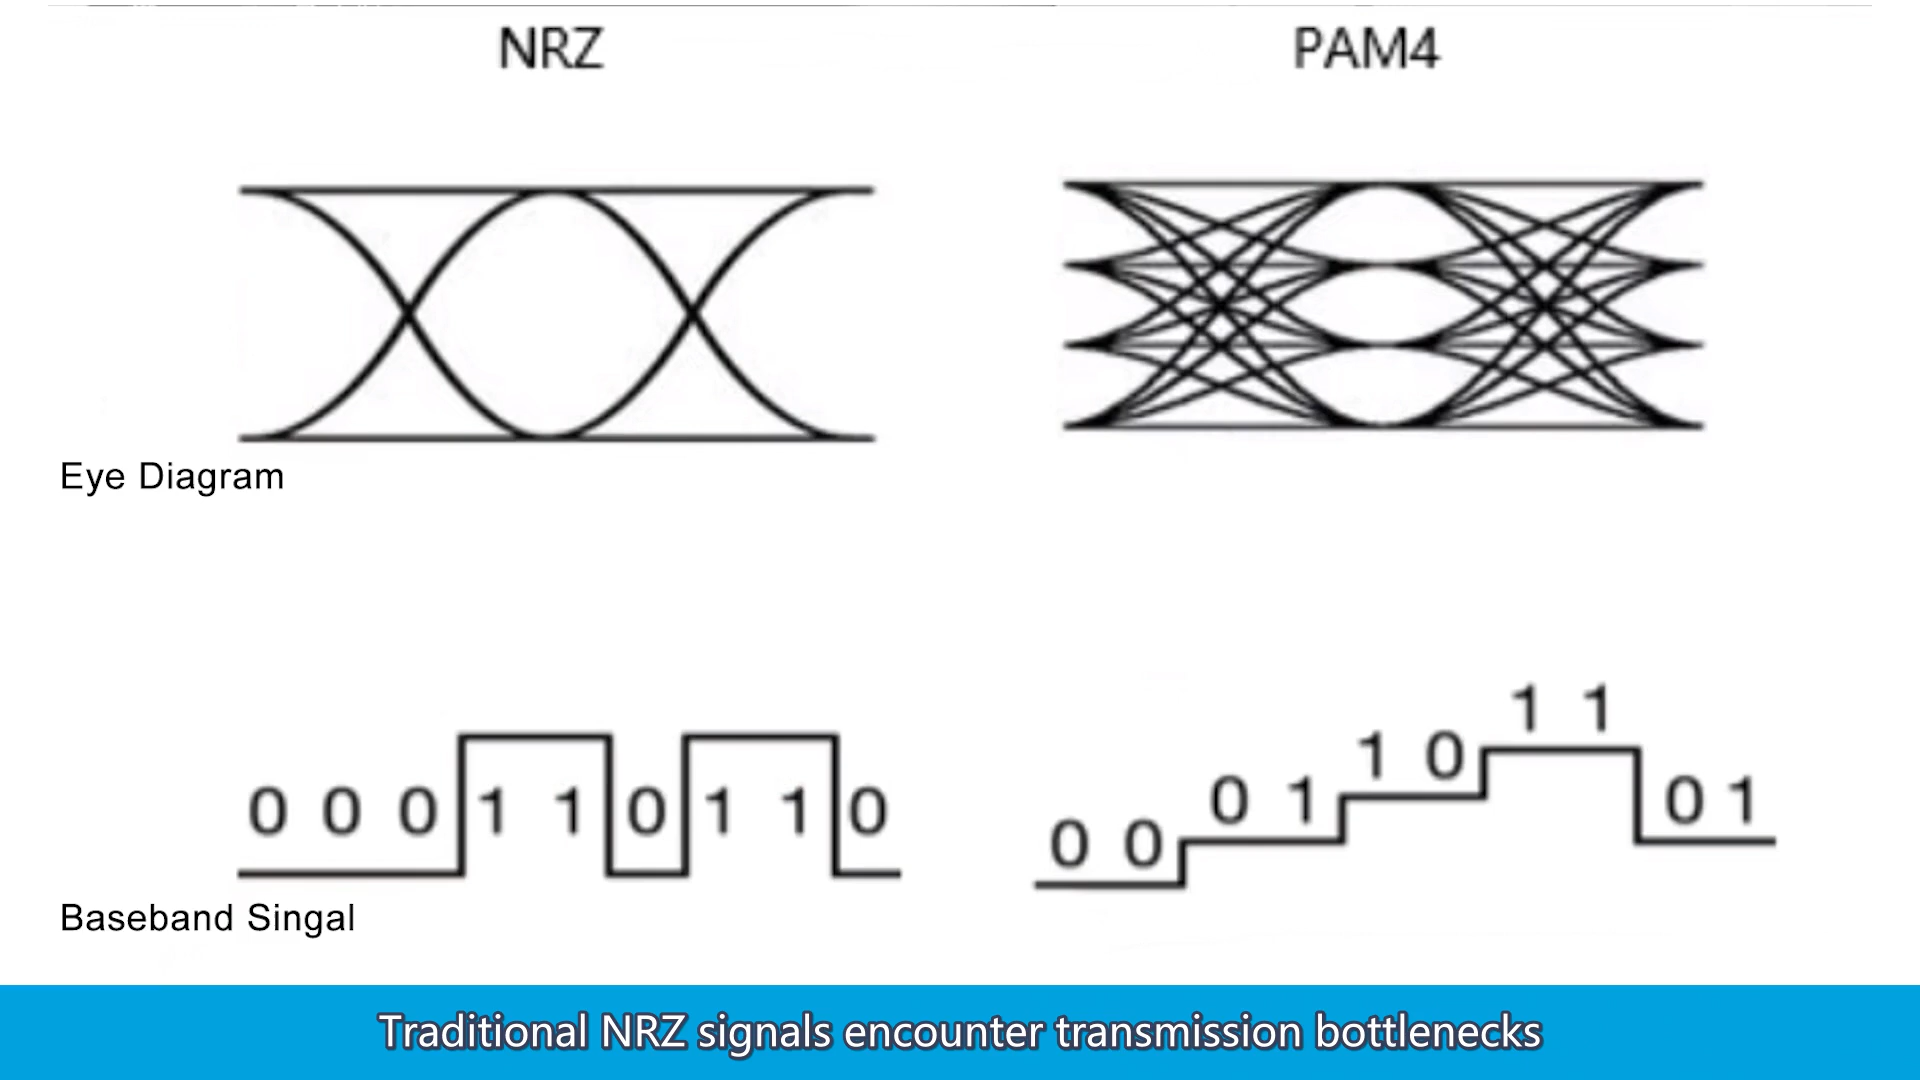 NRZ
PAM4
Eye Diagram
0 0 0 1 1 0 1 1 0
0 0 0 1 1 0 1 1 0 1
Baseband Singal
Traditional NRZ signals encounter transmission bottlenecks